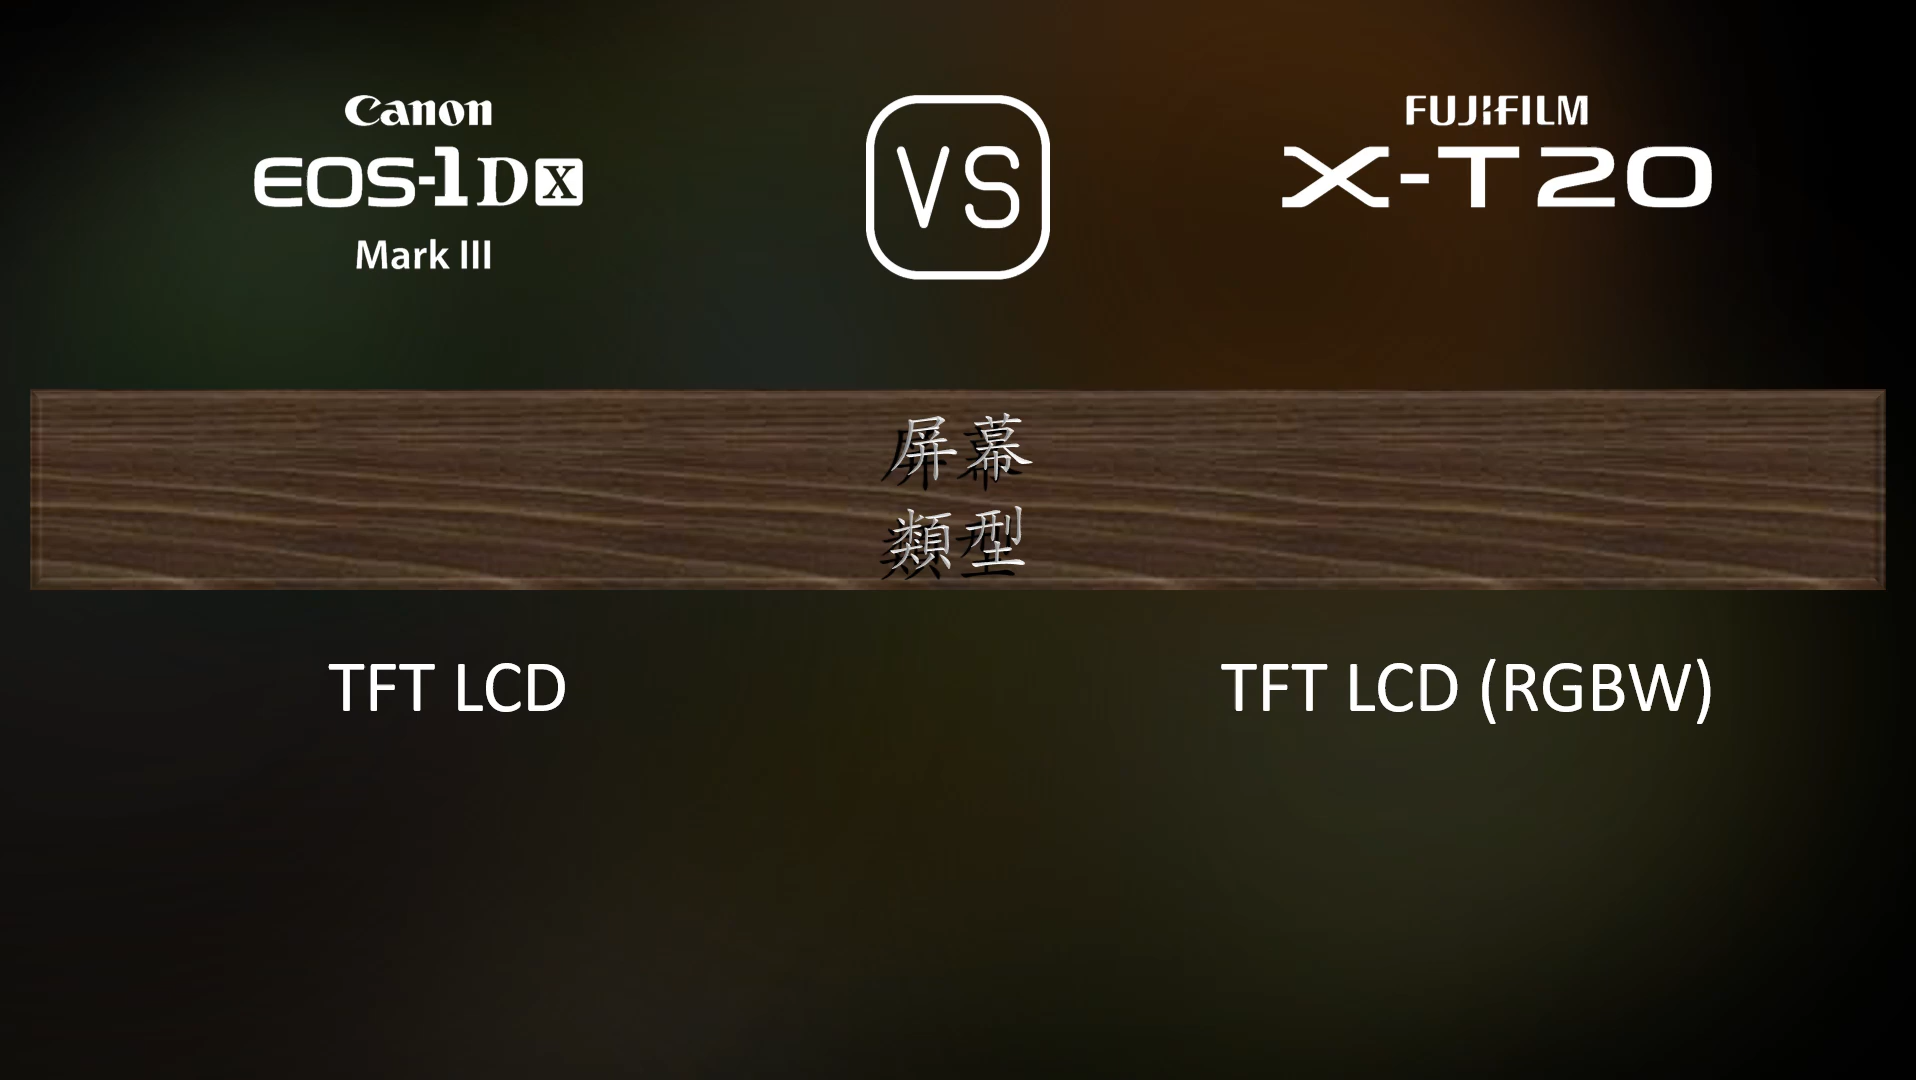 Canon
EOS-1DX
Mark III
VS
FUJIFILM
X-T20
屏幕
類型
TFT LCD
TFT LCD (RGBW)